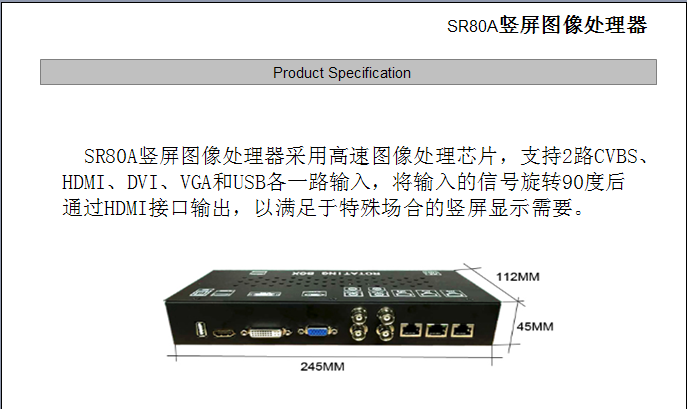 SR80A竖屏图像处理器
Product Specification
SR80A竖屏图像处理器采用高速图像处理芯片，支持2路CVBS、
HDMI、DVI、VGA和USB各一路输入，将输入的信号旋转90度后
通过HDMI接口输出，以满足于特殊场合的竖屏显示需要。
ROTATING BOX
112MM
45MM
245MM